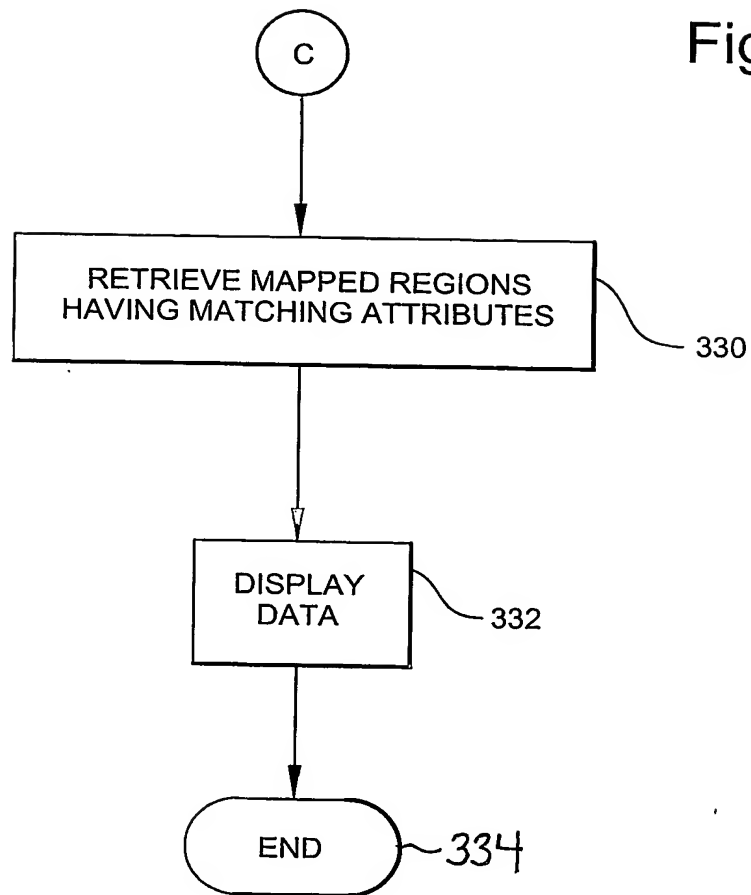 C
Fig
RETRIEVE MAPPED REGIONS
HAVING MATCHING ATTRIBUTES
330
DISPLAY
DATA
332
END
334